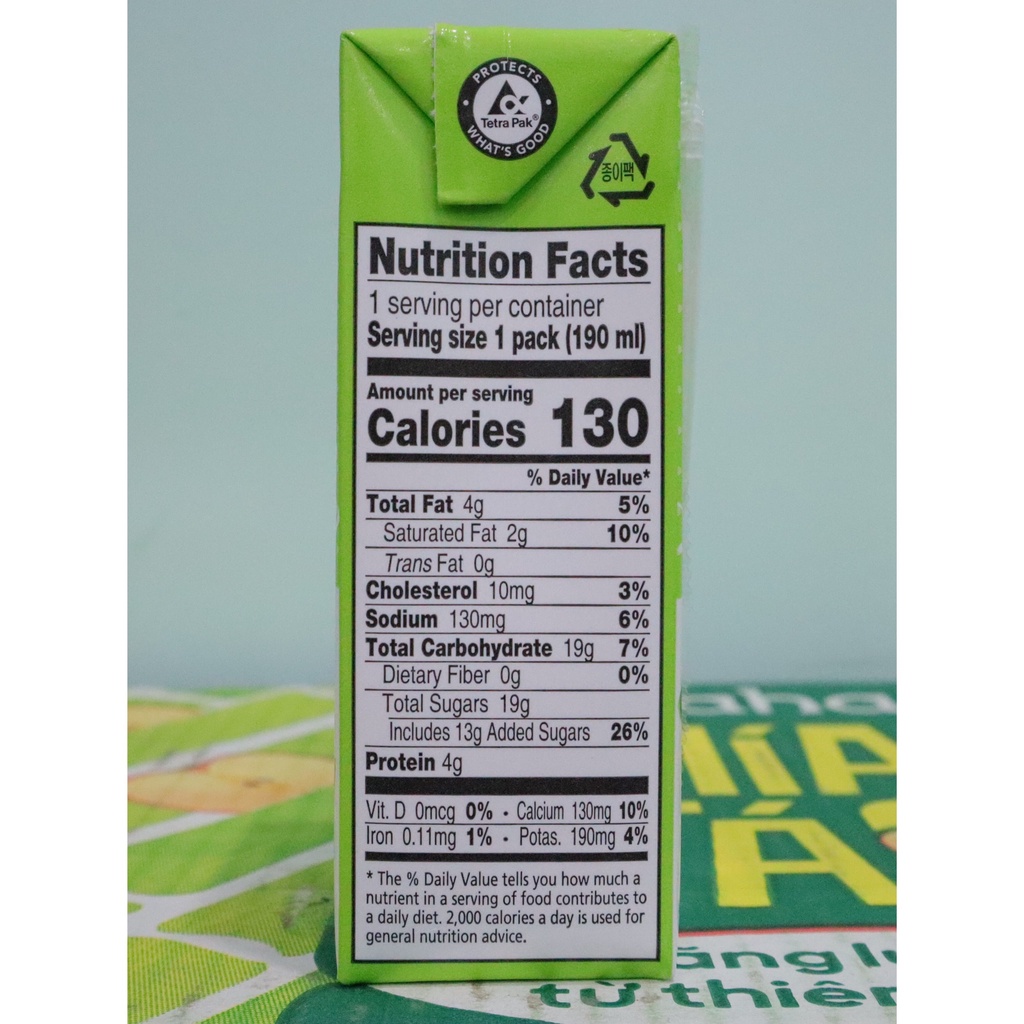 PROTECTS
Tetra Pak®
WHAT'S GOOD
종이팩
Nutrition Facts
1 serving per container
Serving size 1 pack (190 ml)
Amount per serving
Calories 130
% Daily Value*
Total Fat 4g 5%
Saturated Fat 2g 10%
Trans Fat 0g
Cholesterol 10mg 3%
Sodium 130mg 6%
Total Carbohydrate 19g 7%
Dietary Fiber 0g 0%
Total Sugars 19g
Includes 13g Added Sugars 26%
Protein 4g
Vit. D 0mcg 0% · Calcium 130mg 10%
Iron 0.11mg 1% · Potas. 190mg 4%
* The % Daily Value tells you how much a
nutrient in a serving of food contributes to
a daily diet. 2,000 calories a day is used for
general nutrition advice.
từ thiên